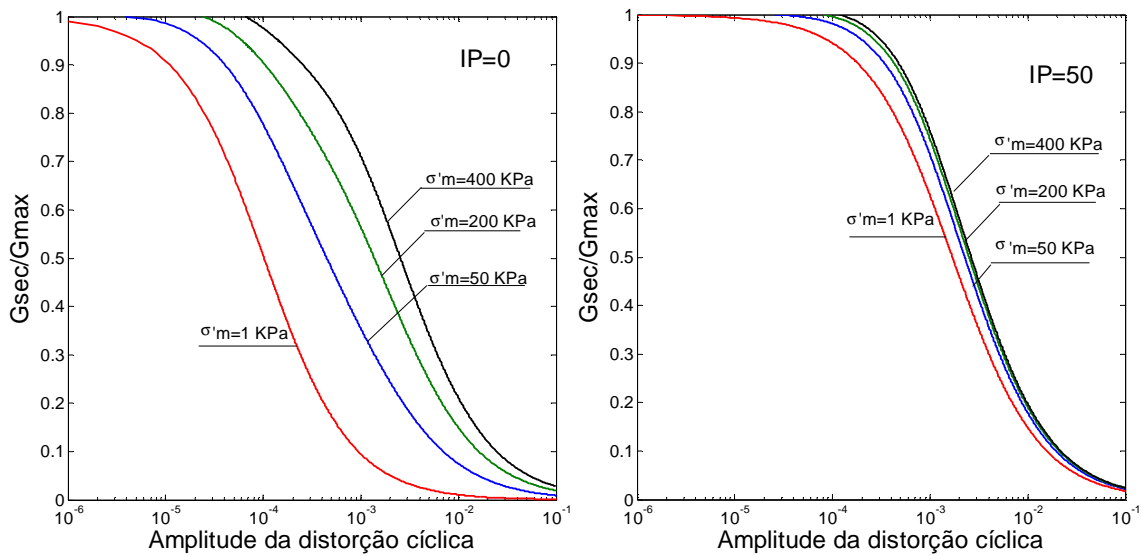 IP=0
Gsec/Gmax
1
0.9
0.8
0.7
0.6
0.5
0.4
0.3
0.2
0.1
0
σ'm=400 KPa
σ'm=200 KPa
σ'm=50 KPa
σ'm=1 KPa
10-6
10-5
10-4
10-3
10-2
10-1
Amplitude da distorção cíclica
IP=50
Gsec/Gmax
1
0.9
0.8
0.7
0.6
0.5
0.4
0.3
0.2
0.1
0
σ'm=400 KPa
σ'm=200 KPa
σ'm=1 KPa
σ'm=50 KPa
10-6
10-5
10-4
10-3
10-2
10-1
Amplitude da distorção cíclica